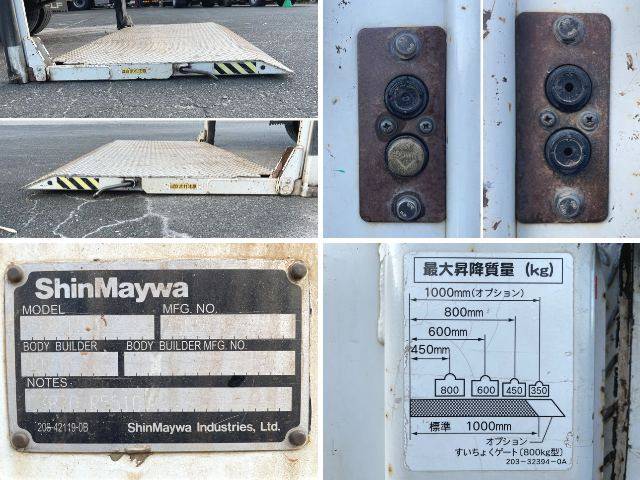 ShinMaywa
MODEL MFG. NO.
BODY BUILDER BODY BUILDER MFG. NO.
NOTES
208-42119-0B ShinMaywa Industries, Ltd.
最大昇降質量(kg)
1000mm(オプション)
800mm
600mm
450mm
800 600 450 350
標準 1000mm
オプション
すいちょくゲート(800kg型)
203-32394-0A